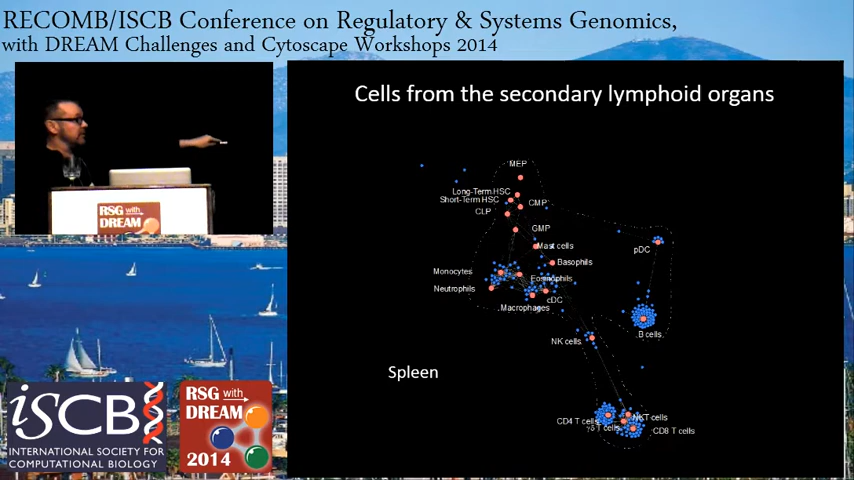 RECOMB/ISCB Conference on Regulatory & Systems Genomics,
with DREAM Challenges and Cytoscape Workshops 2014
RSG with
DREAM
Cells from the secondary lymphoid organs
MEP
Long-Term HSC
Short-Term HSC
CMP
CLP
GMP
Mast cells
pDC
Basophils
Monocytes
Eosinophils
Neutrophils
cDC
Macrophages
B cells
NK cells
Spleen
CD4 T cells
NKT cells
γδ T cells
CD8 T cells
iSCB
INTERNATIONAL SOCIETY FOR
COMPUTATIONAL BIOLOGY
RSG with
DREAM
2014